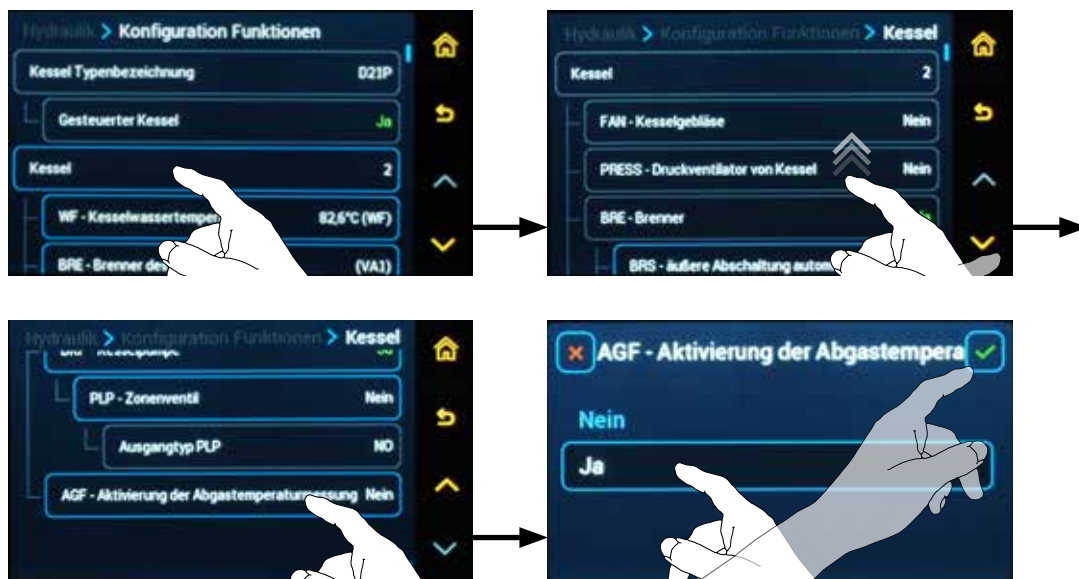 Hydraulik > Konfiguration Funktionen
Kessel Typenbezeichnung D21P
Gesteuerter Kessel Ja
Kessel 2
WF - Kesselwassertemper 82,6°C (WF)
BRE - Brenner des (VA1)
Hydraulik > Konfiguration Funktionen > Kessel
Kessel 2
FAN - Kesselgebläse Nein
PRESS - Druckventilator von Kessel Nein
BRE - Brenner
BRS - äußere Abschaltung autom
Hydraulik > Konfiguration Funktionen > Kessel
PLP - Zonenventil Nein
Ausgangtyp PLP NO
AGF - Aktivierung der Abgastemperaturmessung Nein
AGF - Aktivierung der Abgastempera
Nein
Ja